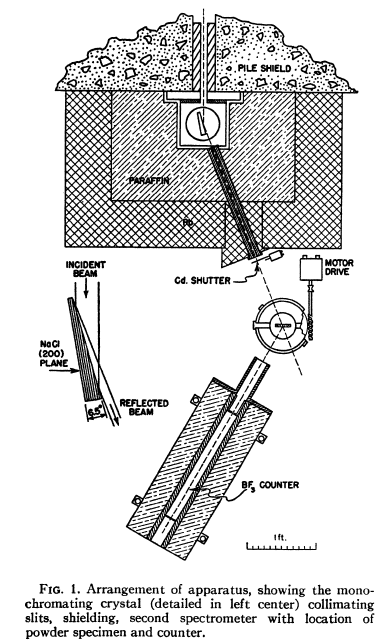 PILE SHIELD
PARAFFIN
Pb
INCIDENT
BEAM
Cd. SHUTTER
MOTOR
DRIVE
NaCl
(200)
PLANE
6.5°
REFLECTED
BEAM
BF3 COUNTER
1 ft.
FIG. 1. Arrangement of apparatus, showing the mono-
chromating crystal (detailed in left center) collimating
slits, shielding, second spectrometer with location of
powder specimen and counter.